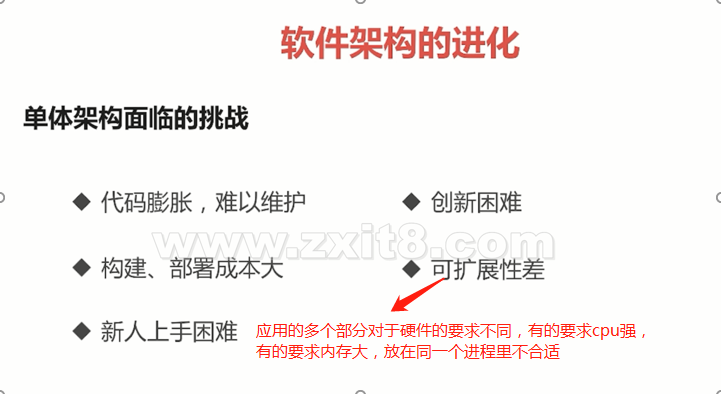 软件架构的进化
单体架构面临的挑战
◆ 代码膨胀，难以维护
◆ 创新困难
www.zxit8.com
◆ 构建、部署成本大
◆ 可扩展性差
◆ 新人上手困难
应用的多个部分对于硬件的要求不同，有的要求cpu强，
有的要求内存大，放在同一个进程里不合适